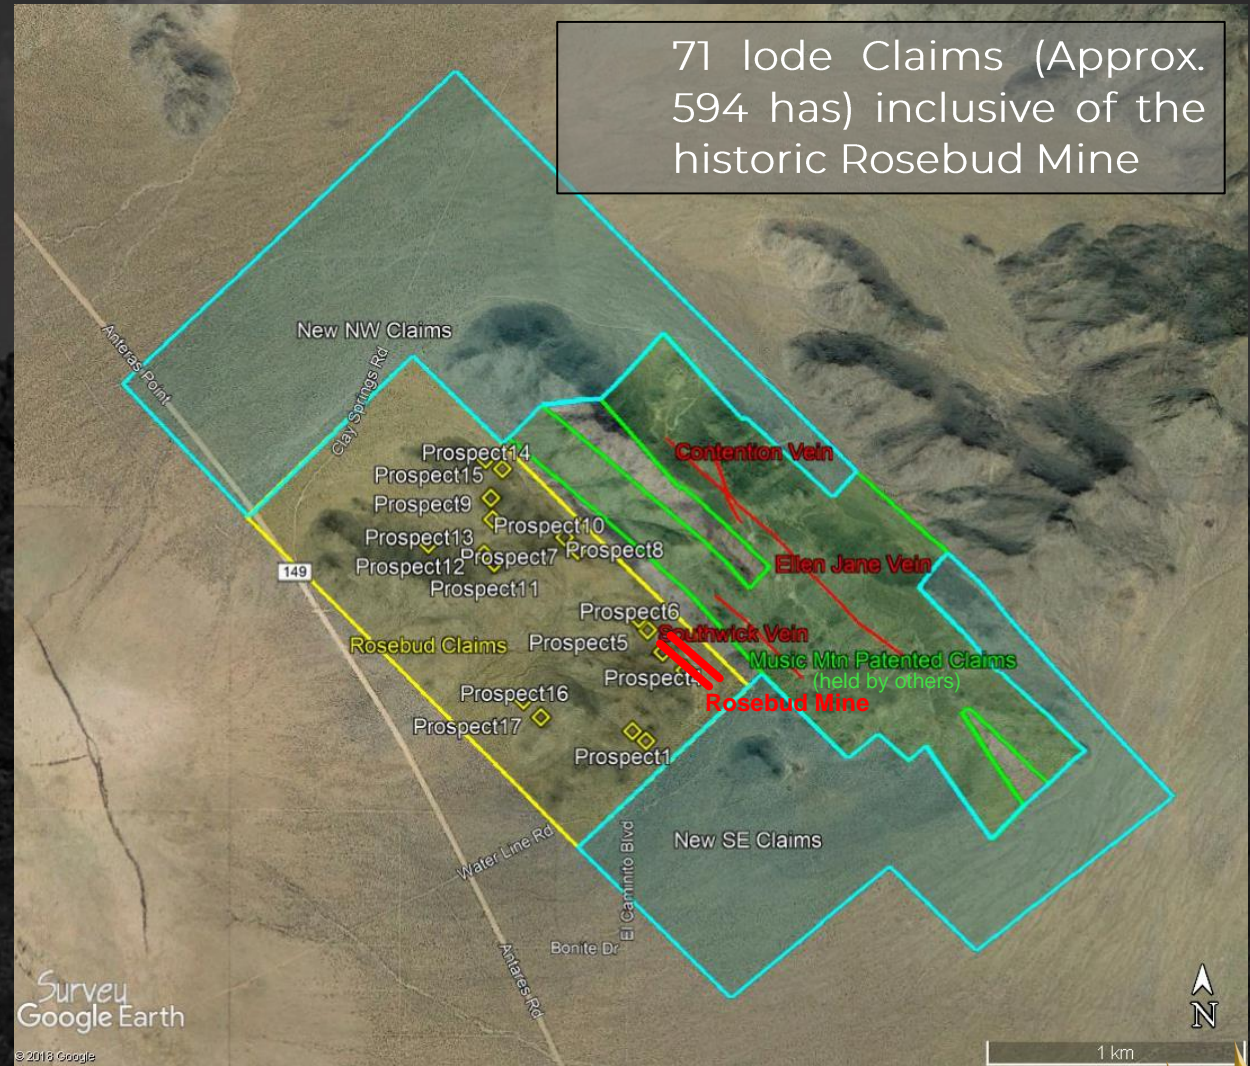 71 lode Claims (Approx.
594 has) inclusive of the
historic Rosebud Mine
New NW Claims
Anteras Point
Clay Springs Rd
Contention Vein
Prospect14
Prospect15
Prospect9
Prospect10
Prospect13
Prospect8
Prospect7
Prospect12
Ellen Jane Vein
149
Prospect11
Prospect6
Southwick Vein
Rosebud Claims
Prospect5
Music Mtn Patented Claims
(held by others)
Prospect4
Prospect16
Rosebud Mine
Prospect17
Prospect1
New SE Claims
Water Line Rd
El Caminito Blvd
Bonite Dr
Antares Rd
Survey
Google Earth
N
© 2018 Google
1 km